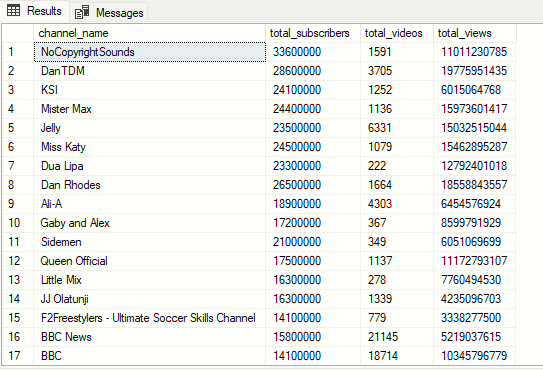 Results Messages
channel_name total_subscribers total_videos total_views
1 NoCopyrightSounds 33600000 1591 11011230785
2 DanTDM 28600000 3705 19775951435
3 KSI 24100000 1252 6015064768
4 Mister Max 24400000 1136 15973601417
5 Jelly 23500000 6331 15032515044
6 Miss Katy 24500000 1079 15462895287
7 Dua Lipa 23300000 222 12792401018
8 Dan Rhodes 26500000 1664 18558843557
9 Ali-A 18900000 4303 6454576924
10 Gaby and Alex 17200000 367 8599791929
11 Sidemen 21000000 349 6051069699
12 Queen Official 17500000 1137 11172793107
13 Little Mix 16300000 278 7760494530
14 JJ Olatunji 16300000 1339 4235096703
15 F2Freestylers - Ultimate Soccer Skills Channel 14100000 779 3338277500
16 BBC News 15800000 21145 5219037615
17 BBC 14100000 18714 10345796779